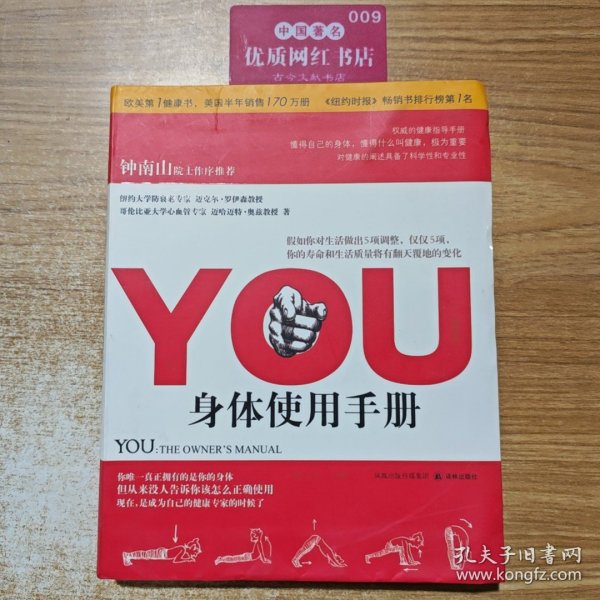 009
中国著名
优质网红书店
古今文献书店
欧美第1健康书，美国半年销售170万册 《纽约时报》畅销书排行榜第1名
权威的健康指导手册
懂得自己的身体，懂得什么叫健康，极为重要
对健康的阐述具备了科学性和专业性
钟南山院士作序推荐
纽约大学防衰老专家 迈克尔·罗伊森教授
哥伦比亚大学心血管专家 迈哈迈特·奥兹教授 著
假如你对生活做出5项调整，仅仅5项，
你的寿命和生活质量将有翻天覆地的变化
YOU
身体使用手册
YOU: THE OWNER'S MANUAL
你唯一真正拥有的是你的身体
但从来没人告诉你该怎么正确使用
现在，是成为自己的健康专家的时候了
凤凰出版传媒集团 译林出版社
孔夫子旧书网
www.kongfz.com